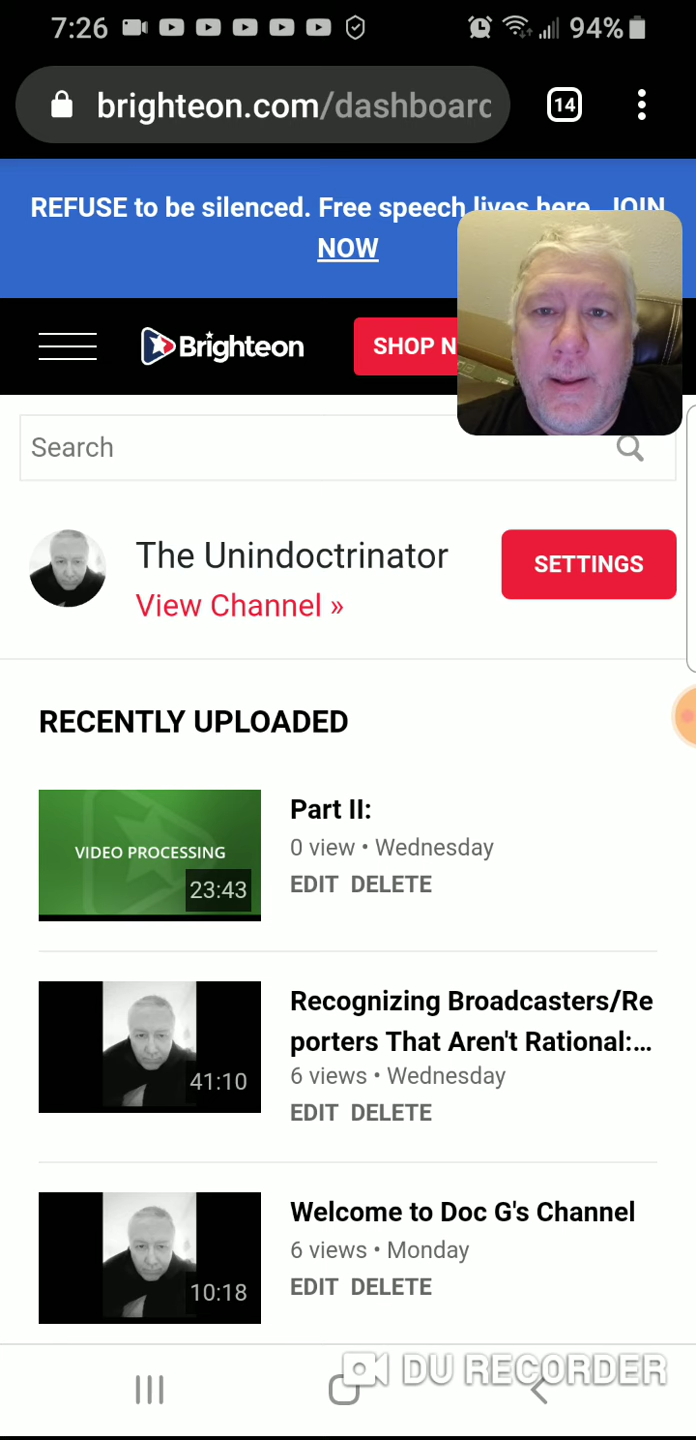 7:26
94%
brighteon.com/dashboard
14
REFUSE to be silenced. Free speech lives here. JOIN
NOW
Brighteon
SHOP N
Search
The Unindoctrinator
View Channel »
SETTINGS
RECENTLY UPLOADED
VIDEO PROCESSING
23:43
Part II:
0 view • Wednesday
EDIT DELETE
41:10
Recognizing Broadcasters/Re
porters That Aren't Rational:...
6 views • Wednesday
EDIT DELETE
10:18
Welcome to Doc G's Channel
6 views • Monday
EDIT DELETE
DU RECORDER